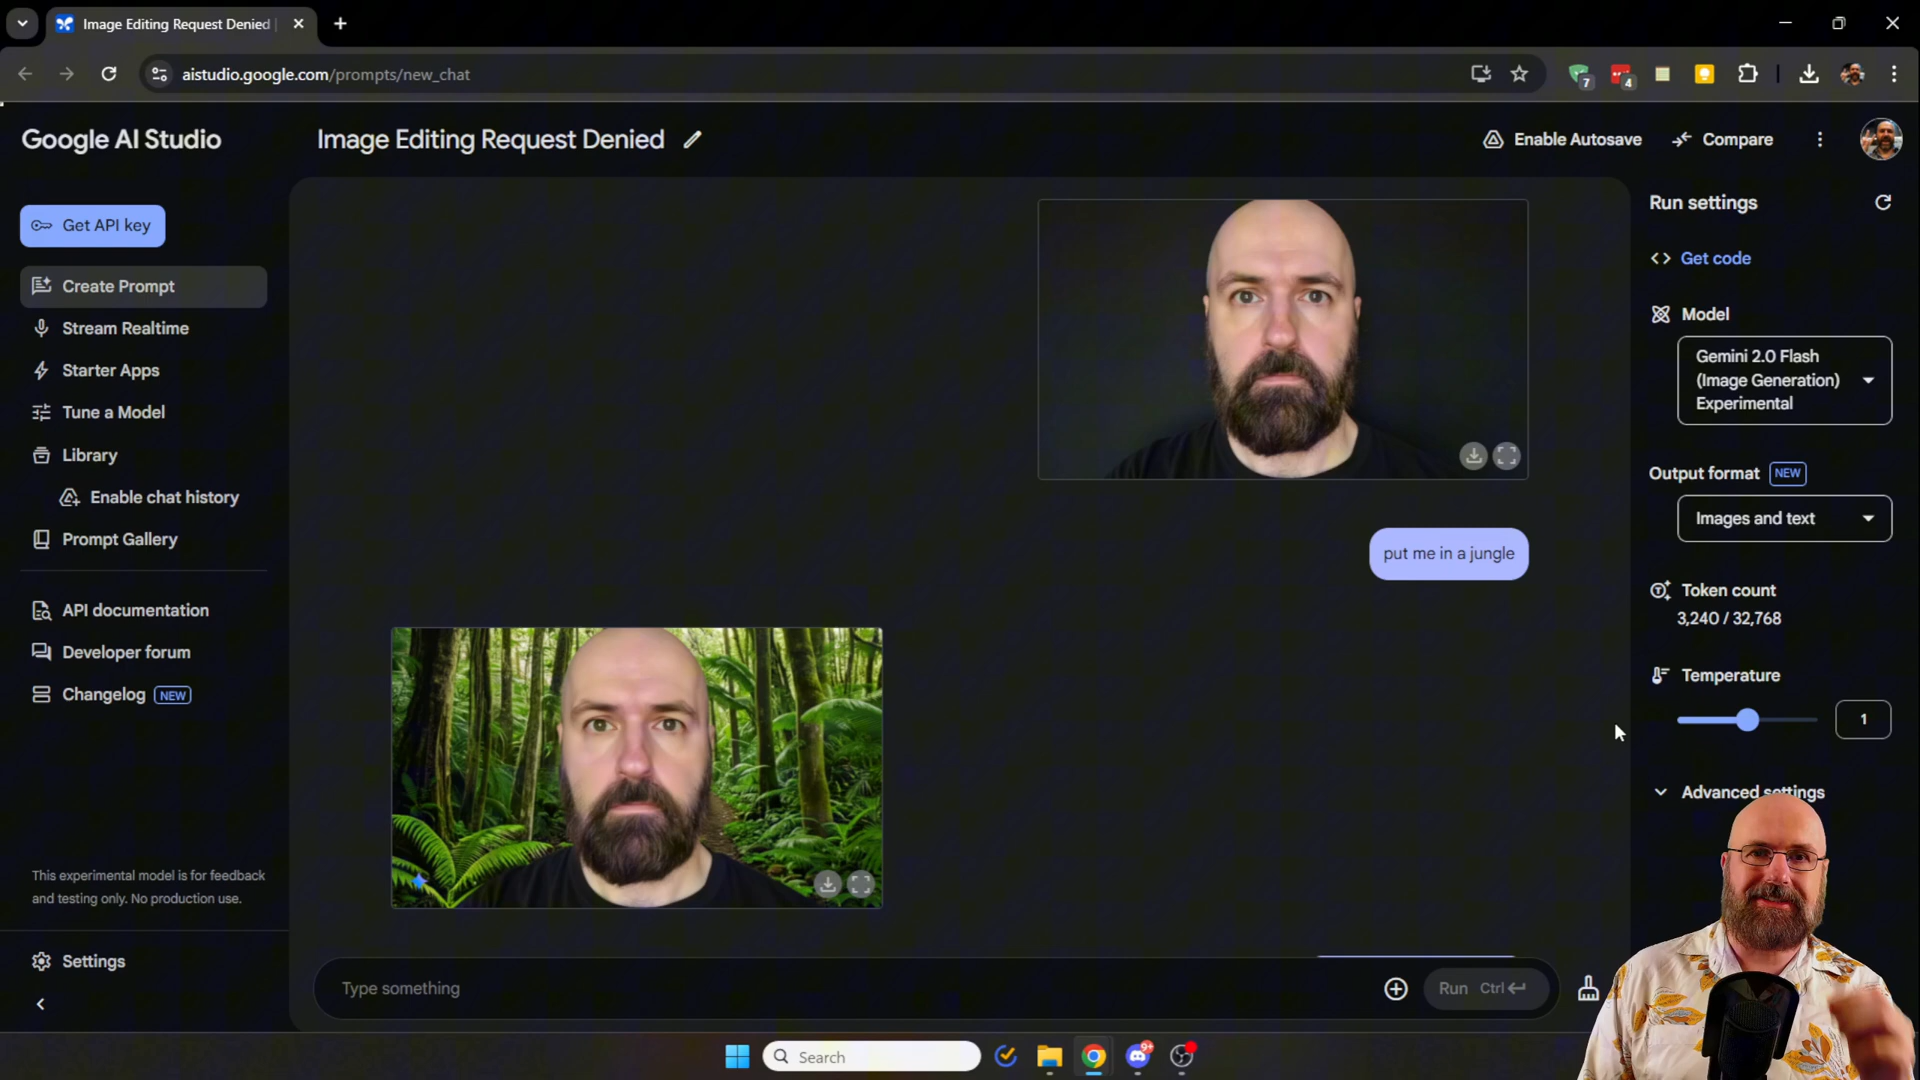 Image Editing Request Denied
aistudio.google.com/prompts/new_chat
7
4
Google AI Studio
Image Editing Request Denied
Enable Autosave
Compare
Get API key
Create Prompt
Stream Realtime
Starter Apps
Tune a Model
Library
Enable chat history
Prompt Gallery
API documentation
Developer forum
Changelog NEW
This experimental model is for feedback
and testing only. No production use.
Settings
put me in a jungle
Type something
Run Ctrl
Run settings
Get code
Model
Gemini 2.0 Flash
(Image Generation)
Experimental
Output format NEW
Images and text
Token count
3,240 / 32,768
Temperature
1
Advanced settings
Search
9+